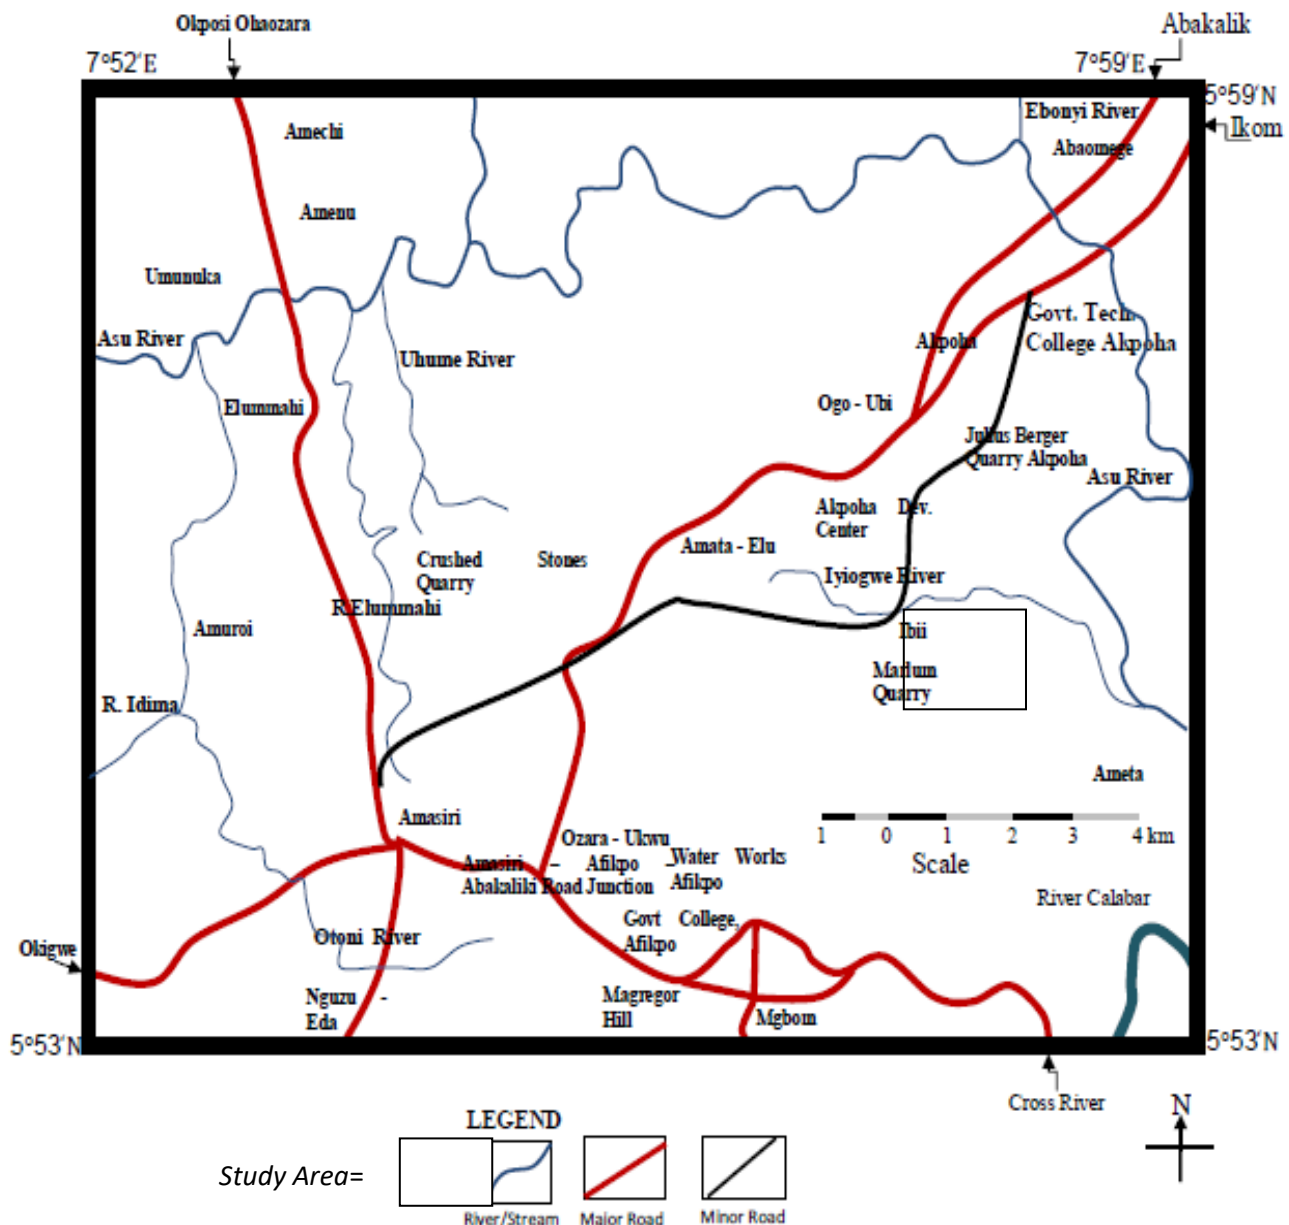 Okposi Ohaozara
Abakalik
7°52'E
7°59'E
5°59'N
Ikom
Ebonyi River
Amechi
Abaomege
Amenu
Umunuka
Asu River
Govt. Tech.
College Akpoha
Akpoha
Uhume River
Elummahi
Ogo - Ubi
Julius Berger
Quarry Akpoha
Asu River
Akpoha Dev.
Center
Amata - Elu
Crushed Stones
Quarry
Iyiogwe River
R.Elummahi
Amuroi
Ibii
Marlum
Quarry
R. Idima
Ameta
Amasiri
1 0 1 2 3 4 km
Scale
Ozara - Ukwu
Amasiri – Afikpo –
Abakaliki Road Junction
Water Works
Afikpo
River Calabar
Govt College,
Afikpo
Otoni River
Okigwe
Nguzu -
Eda
Magregor
Hill
Mgbom
5°53'N
5°53'N
Cross River
N
LEGEND
Study Area=
River/Stream
Major Road
Minor Road